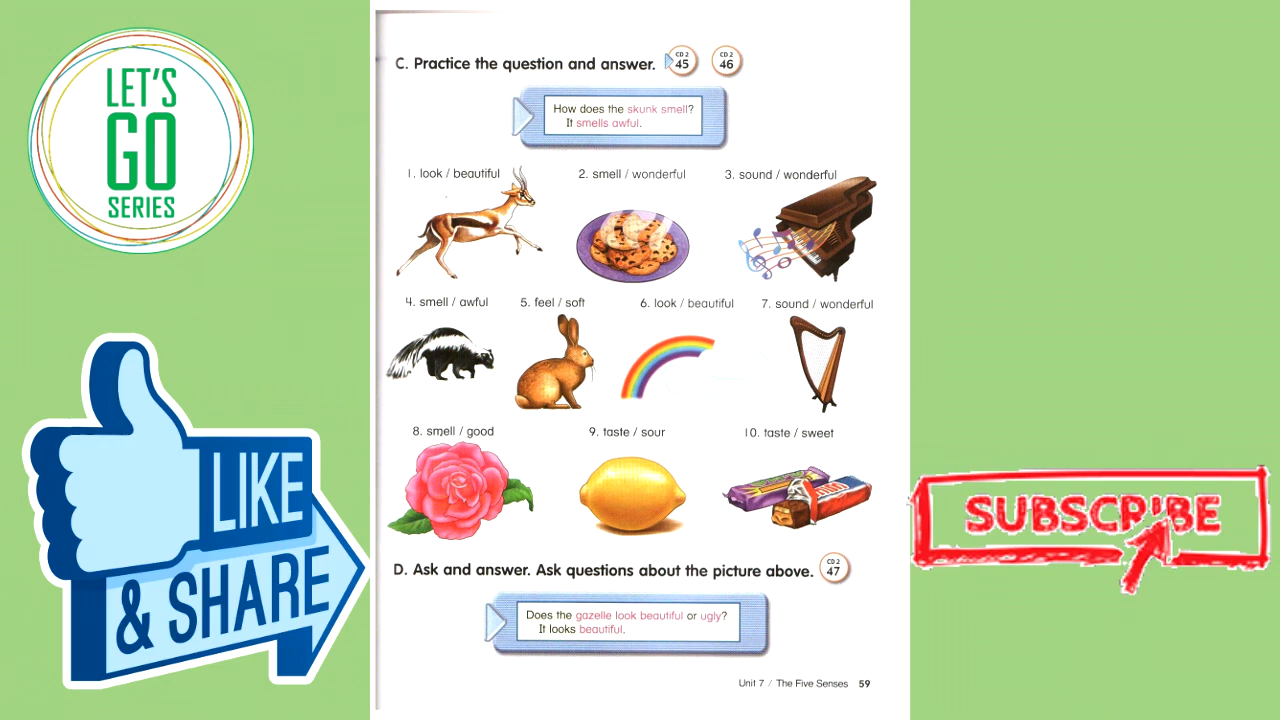 LET'S
GO
SERIES
C. Practice the question and answer.
CD 2
45
CD 2
46
How does the skunk smell?
It smells awful.
1. look / beautiful
2. smell / wonderful
3. sound / wonderful
4. smell / awful
5. feel / soft
6. look / beautiful
7. sound / wonderful
8. smell / good
9. taste / sour
10. taste / sweet
D. Ask and answer. Ask questions about the picture above.
CD 2
47
Does the gazelle look beautiful or ugly?
It looks beautiful.
Unit 7 / The Five Senses 59
LIKE
& SHARE
SUBSCRIBE